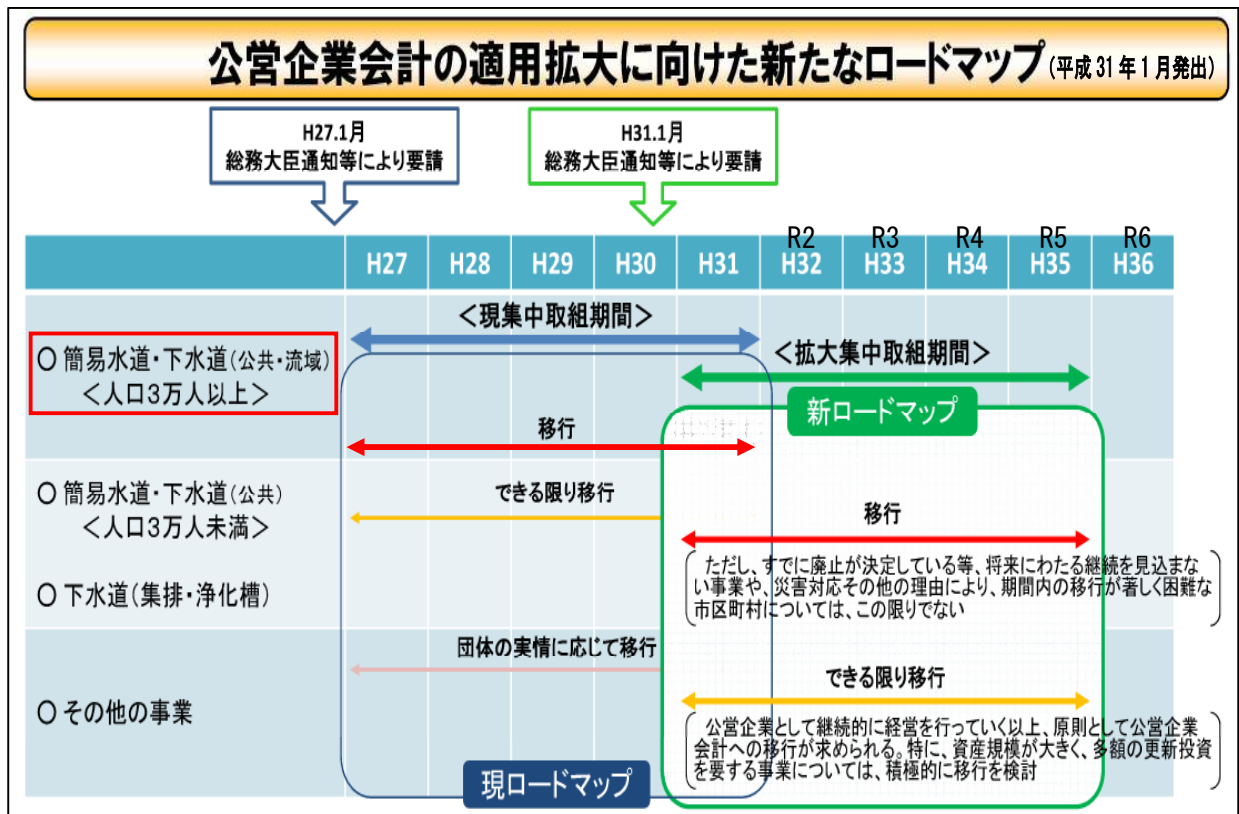 公営企業会計の適用拡大に向けた新たなロードマップ(平成31年1月発出)
H27.1月
総務大臣通知等により要請
H31.1月
総務大臣通知等により要請
R2 R3 R4 R5 R6
H27 H28 H29 H30 H31 H32 H33 H34 H35 H36
＜現集中取組期間＞
＜拡大集中取組期間＞
○ 簡易水道・下水道(公共・流域)
＜人口3万人以上＞
新ロードマップ
移行
○ 簡易水道・下水道(公共)
＜人口3万人未満＞
できる限り移行
移行
○ 下水道(集排・浄化槽)
ただし、すでに廃止が決定している等、将来にわたる継続を見込まな
い事業や、災害対応その他の理由により、期間内の移行が著しく困難な
市区町村については、この限りでない
団体の実情に応じて移行
○ その他の事業
できる限り移行
公営企業として継続的に経営を行っていく以上、原則として公営企業
会計への移行が求められる。特に、資産規模が大きく、多額の更新投資
を要する事業については、積極的に移行を検討
現ロードマップ